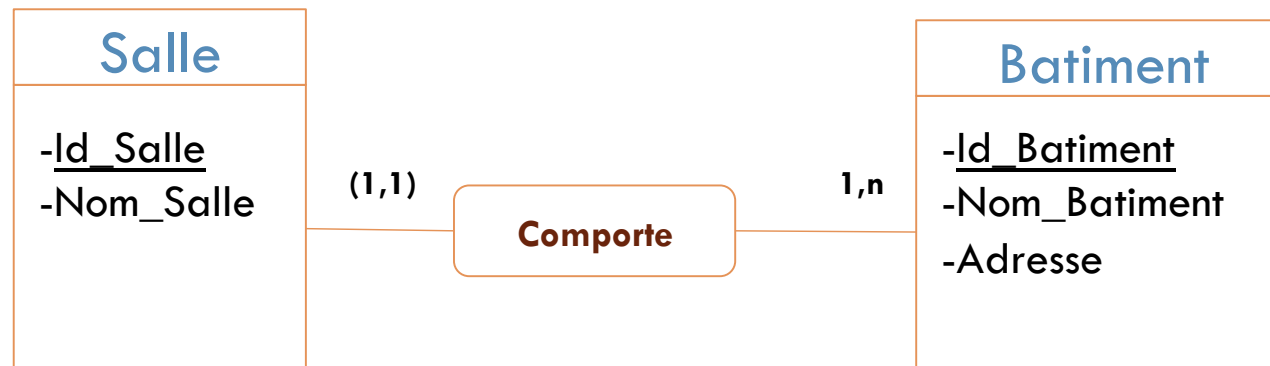 Salle
-Id_Salle
-Nom_Salle
(1,1)
Comporte
1,n
Batiment
-Id_Batiment
-Nom_Batiment
-Adresse